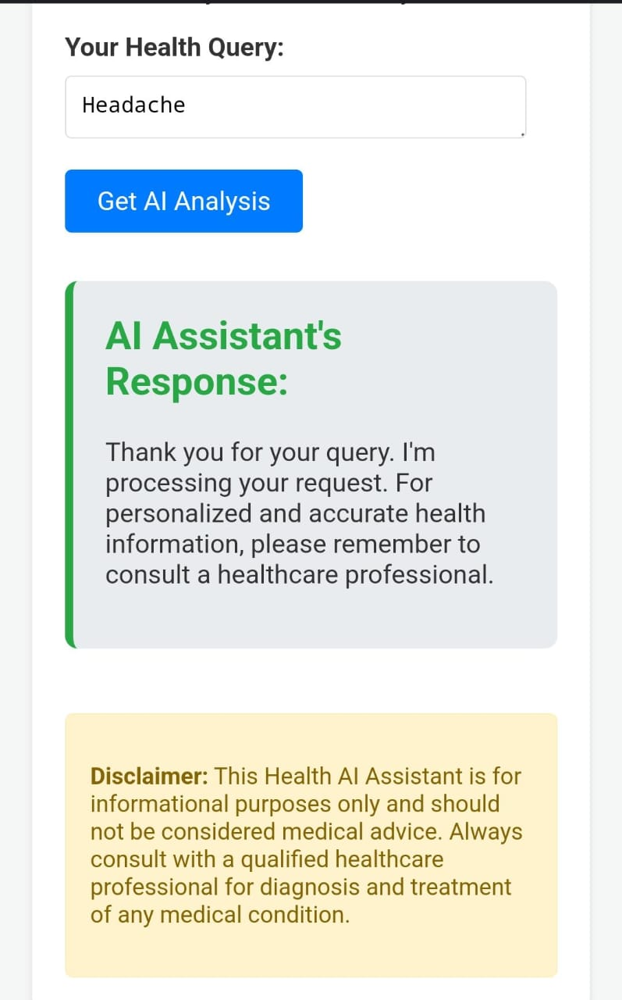 Your Health Query:
Headache
Get AI Analysis
AI Assistant's
Response:
Thank you for your query. I'm
processing your request. For
personalized and accurate health
information, please remember to
consult a healthcare professional.
Disclaimer: This Health AI Assistant is for
informational purposes only and should
not be considered medical advice. Always
consult with a qualified healthcare
professional for diagnosis and treatment
of any medical condition.